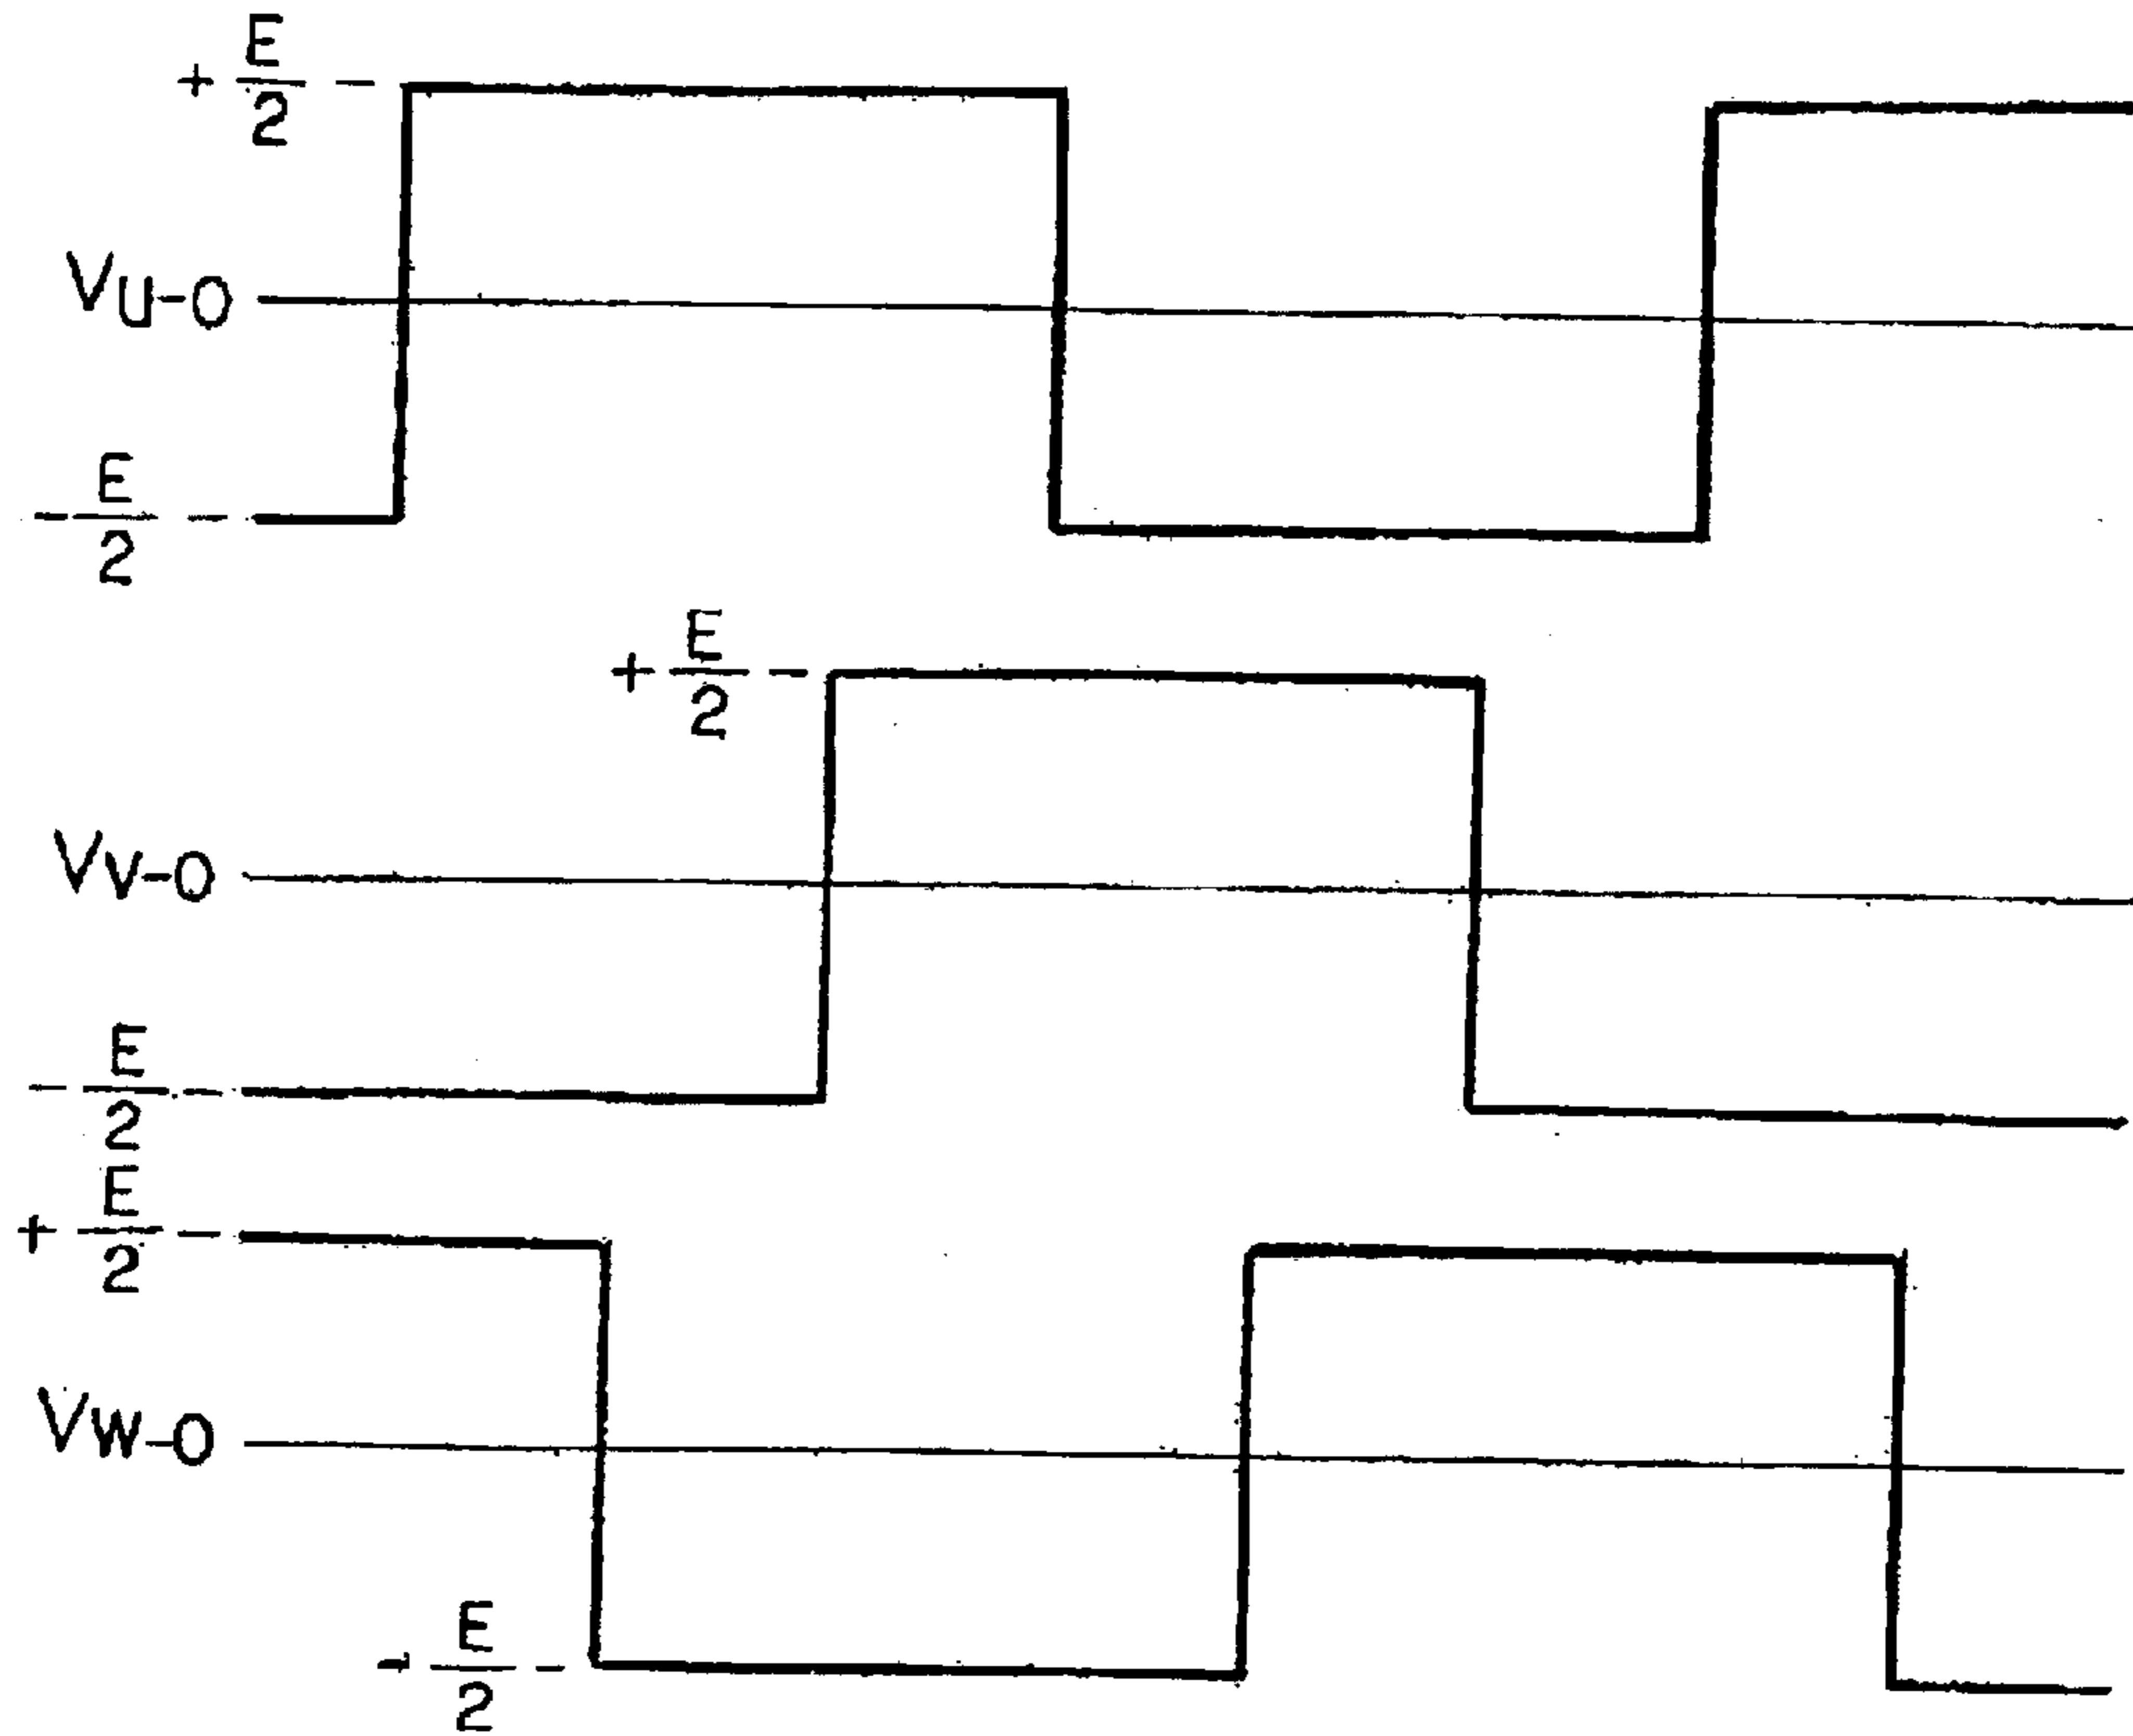 + E/2 -
VU-O
- E/2 -
+ E/2 -
VV-O
- E/2 -
+ E/2 -
VW-O
- E/2 -